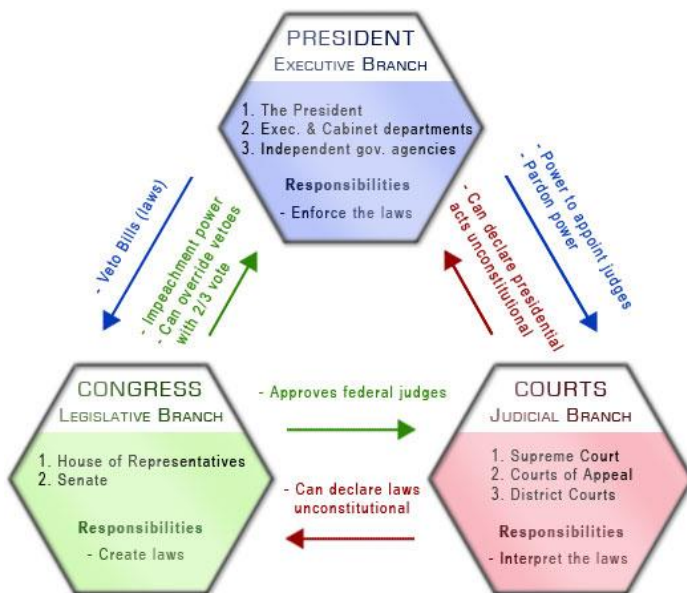 PRESIDENT
EXECUTIVE BRANCH
1. The President
2. Exec. & Cabinet departments
3. Independent gov. agencies
Responsibilities
- Enforce the laws
- Veto Bills (laws)
- Impeachment power
- Can override vetoes
with 2/3 vote
- Can declare presidential
acts unconstitutional
- Power to appoint judges
- Pardon power
CONGRESS
LEGISLATIVE BRANCH
1. House of Representatives
2. Senate
Responsibilities
- Create laws
- Approves federal judges
- Can declare laws
unconstitutional
COURTS
JUDICIAL BRANCH
1. Supreme Court
2. Courts of Appeal
3. District Courts
Responsibilities
- Interpret the laws